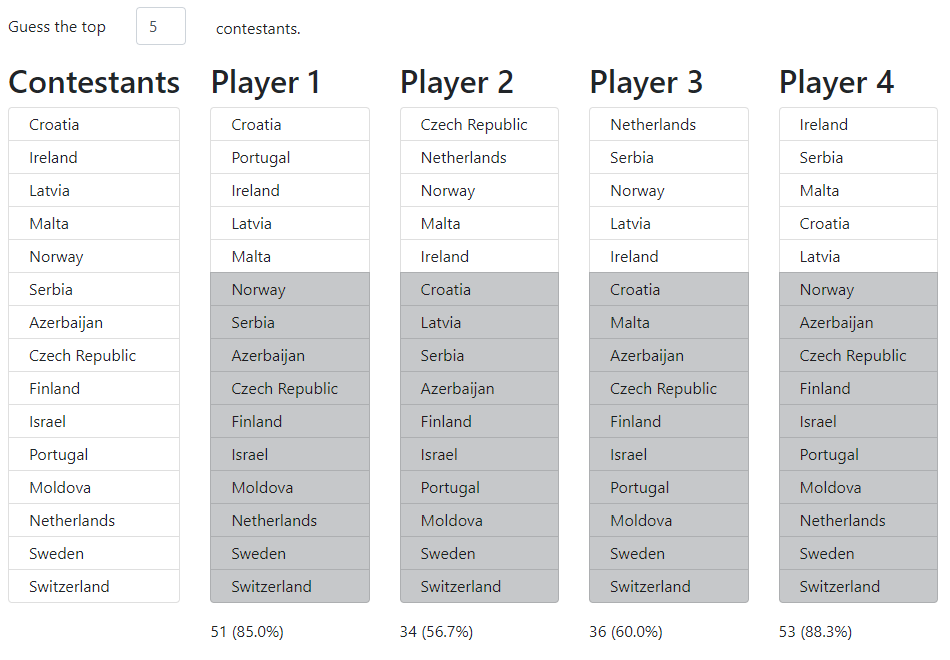 Guess the top 5 contestants.
Contestants Player 1 Player 2 Player 3 Player 4
Croatia Croatia Czech Republic Netherlands Ireland
Ireland Portugal Netherlands Serbia Serbia
Latvia Ireland Norway Norway Malta
Malta Latvia Malta Latvia Croatia
Norway Malta Ireland Ireland Latvia
Serbia Norway Croatia Croatia Norway
Azerbaijan Serbia Latvia Malta Azerbaijan
Czech Republic Azerbaijan Serbia Azerbaijan Czech Republic
Finland Czech Republic Azerbaijan Czech Republic Finland
Israel Finland Finland Finland Israel
Portugal Israel Israel Israel Portugal
Moldova Moldova Portugal Portugal Moldova
Netherlands Netherlands Moldova Moldova Netherlands
Sweden Sweden Sweden Sweden Sweden
Switzerland Switzerland Switzerland Switzerland Switzerland
51 (85.0%) 34 (56.7%) 36 (60.0%) 53 (88.3%)